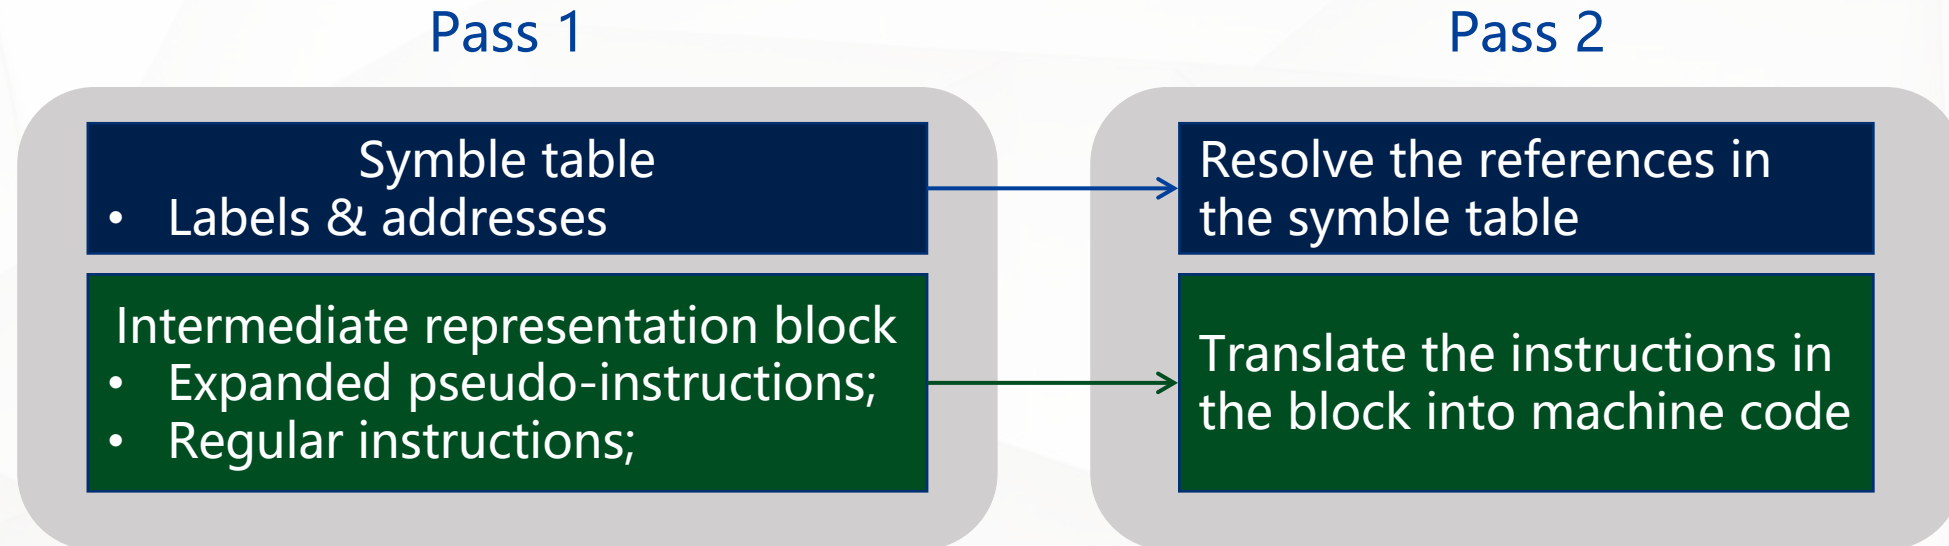 Pass 1
Symble table
• Labels & addresses
Intermediate representation block
• Expanded pseudo-instructions;
• Regular instructions;
Pass 2
Resolve the references in
the symble table
Translate the instructions in
the block into machine code